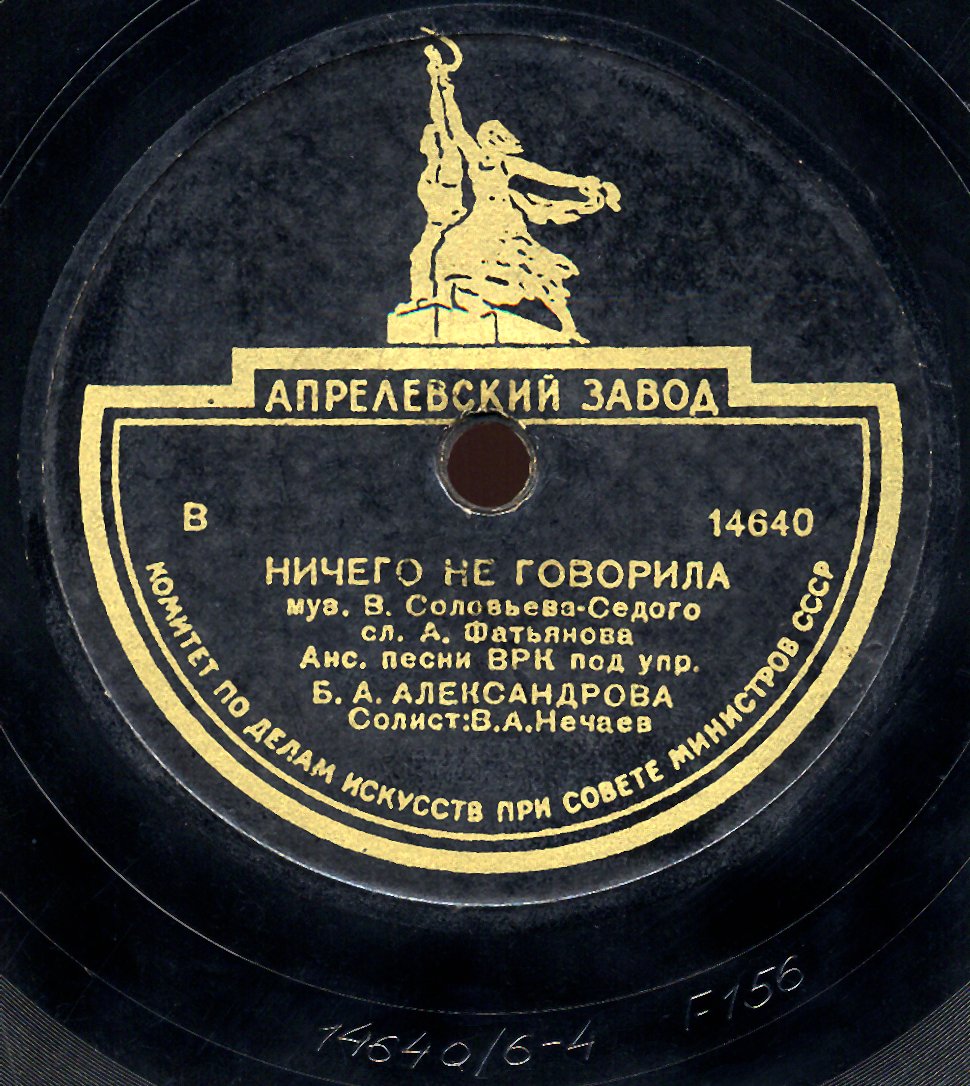 АПРЕЛЕВСКИЙ ЗАВОД
В 14640
НИЧЕГО НЕ ГОВОРИЛА
муз. В. Соловьева-Седого
сл. А. Фатьянова
Анс. песни ВРК под упр.
Б. А. АЛЕКСАНДРОВА
Солист: В.А.Нечаев
КОМИТЕТ ПО ДЕЛАМ ИСКУССТВ ПРИ СОВЕТЕ МИНИСТРОВ СССР
14640/6-4 F156